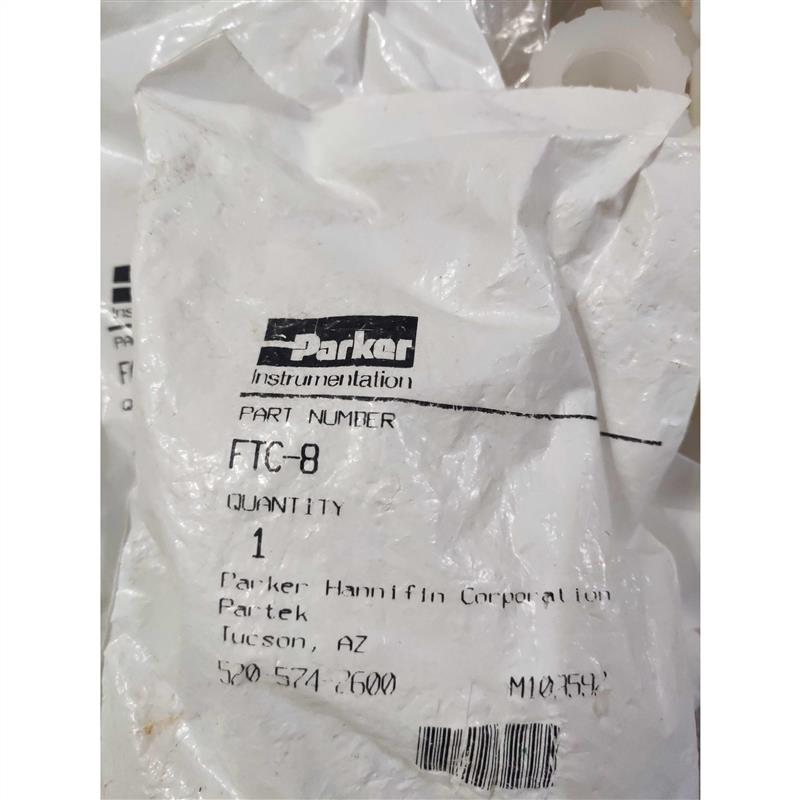 Parker
Instrumentation
PART NUMBER
FTC-8
QUANTITY
1
Parker Hannifin Corporation
Partek
Tucson, AZ
520-574-2600